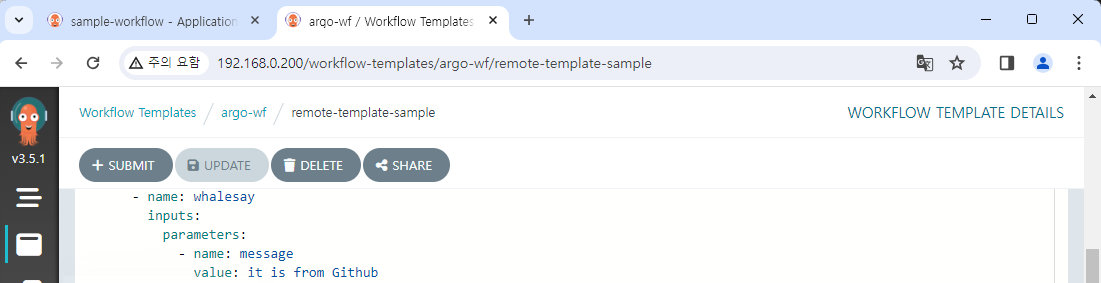 sample-workflow - Application
argo-wf / Workflow Templates
주의 요함
192.168.0.200/workflow-templates/argo-wf/remote-template-sample
v3.5.1
Workflow Templates / argo-wf / remote-template-sample
WORKFLOW TEMPLATE DETAILS
+ SUBMIT
UPDATE
DELETE
SHARE
- name: whalesay
inputs:
parameters:
- name: message
value: it is from Github